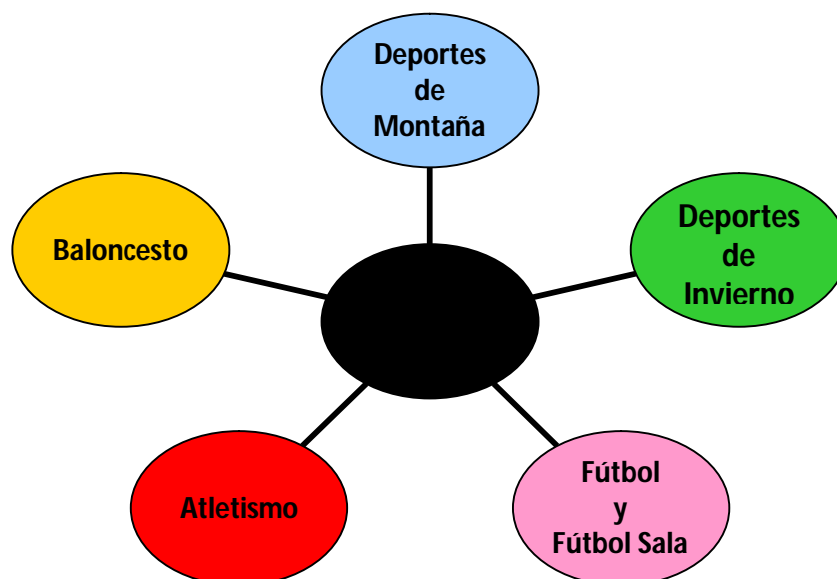 Deportes
de
Montaña
Baloncesto
Deportes
de
Invierno
Atletismo
Fútbol
y
Fútbol Sala